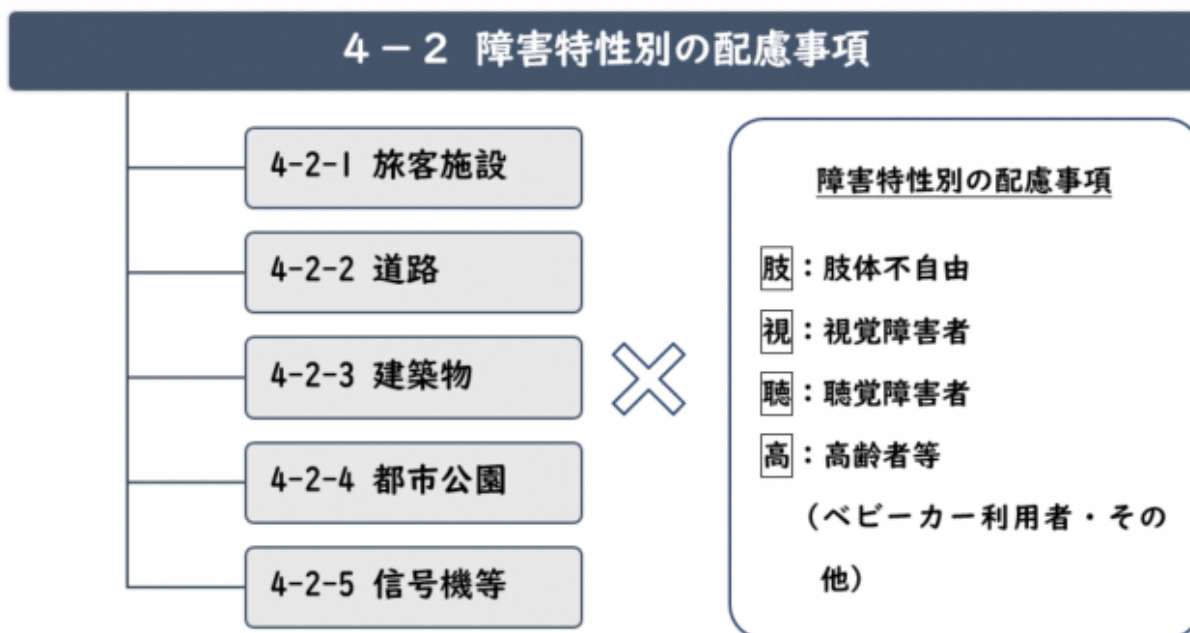 4－2 障害特性別の配慮事項
4-2-1 旅客施設
4-2-2 道路
4-2-3 建築物
4-2-4 都市公園
4-2-5 信号機等
障害特性別の配慮事項
肢：肢体不自由
視：視覚障害者
聴：聴覚障害者
高：高齢者等
（ベビーカー利用者・その
他）